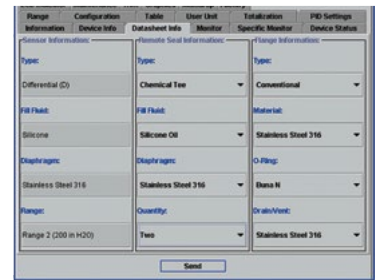 Range Configuration Table User Unit Totalization PID Settings
Information Device Info Datasheet Info Monitor Specific Monitor Device Status
Sensor Information: Remote Seal Information: Flange Information:
Type: Type: Type:
Differential (D) Chemical Tee Conventional
Fill Fluid: Fill Fluid: Material:
Silicone Silicone Oil Stainless Steel 316
Diaphragm: Diaphragm: O-Ring:
Stainless Steel 316 Stainless Steel 316 Buna N
Range: Quantity: Drain/Vent:
Range 2 (200 in H20) Two Stainless Steel 316
Send